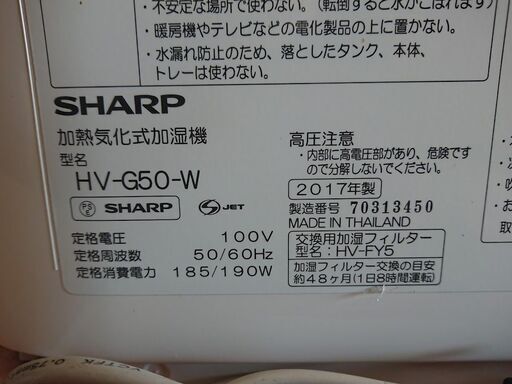 不安定な場所で使わない。(転倒すると水がこぼれます)
・暖房機やテレビなどの電化製品の上に置かない。
・水漏れ防止のため、落としたタンク、本体、
トレーは使わない。
SHARP
加熱気化式加湿機
型名
HV-G50-W
PS E SHARP S JET
定格電圧 100V
定格周波数 50/60Hz
定格消費電力 185/190W
高圧注意
・内部に高電圧部があり、危険です
ので分解しないでください。
2017年製
製造番号 70313450
MADE IN THAILAND
交換用加湿フィルター
型名:HV-FY5
加湿フィルター交換の目安
約48ヶ月(1日8時間運転)